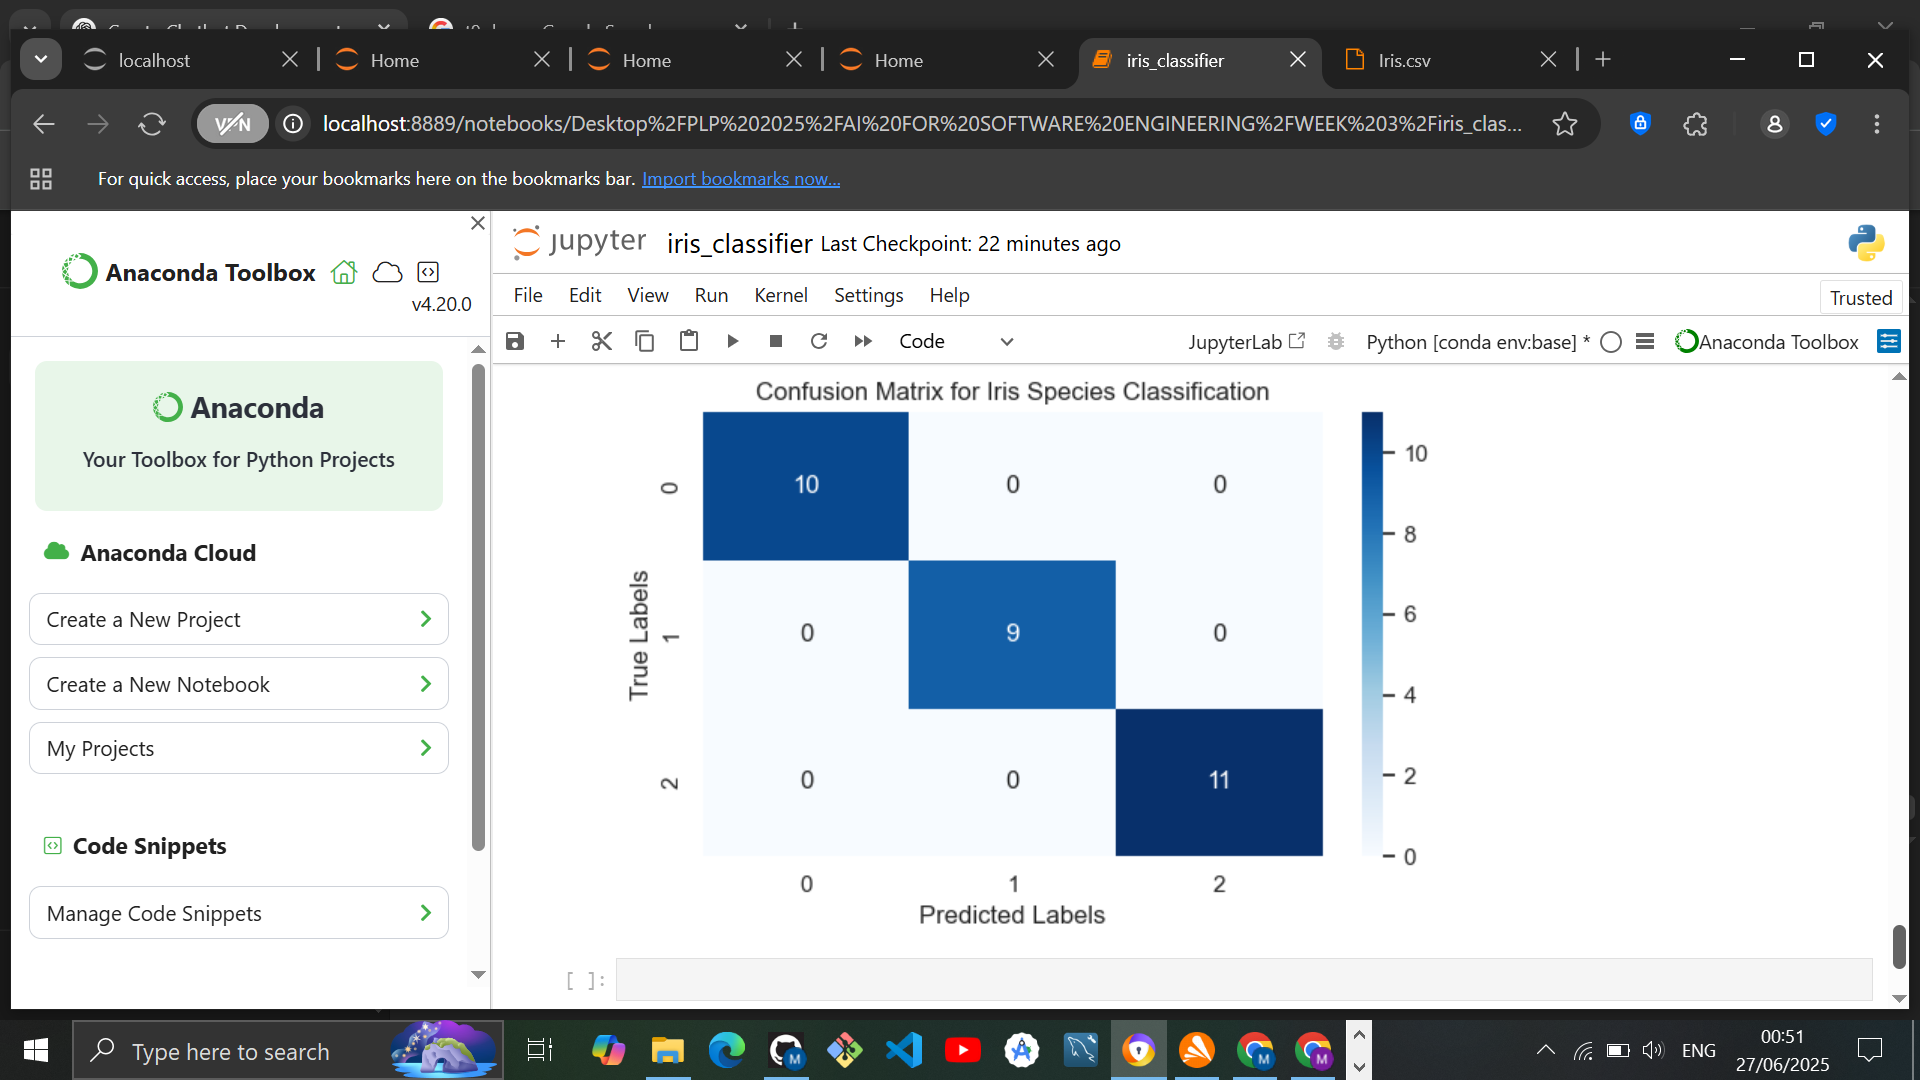 localhost
Home
Home
Home
iris_classifier
Iris.csv
VPN
localhost:8889/notebooks/Desktop%2FPLP%202025%2FAI%20FOR%20SOFTWARE%20ENGINEERING%2FWEEK%203%2Firis_clas...
For quick access, place your bookmarks here on the bookmarks bar. Import bookmarks now...
Anaconda Toolbox
v4.20.0
Anaconda
Your Toolbox for Python Projects
Anaconda Cloud
Create a New Project
Create a New Notebook
My Projects
Code Snippets
Manage Code Snippets
jupyter iris_classifier Last Checkpoint: 22 minutes ago
File Edit View Run Kernel Settings Help
Trusted
Code
JupyterLab
Python [conda env:base] *
Anaconda Toolbox
Confusion Matrix for Iris Species Classification
True Labels
0
10 0 0
1
0 9 0
2
0 0 11
0 1 2
Predicted Labels
10
8
6
4
2
0
[ ]:
Type here to search
M
M
M
ENG
00:51
27/06/2025